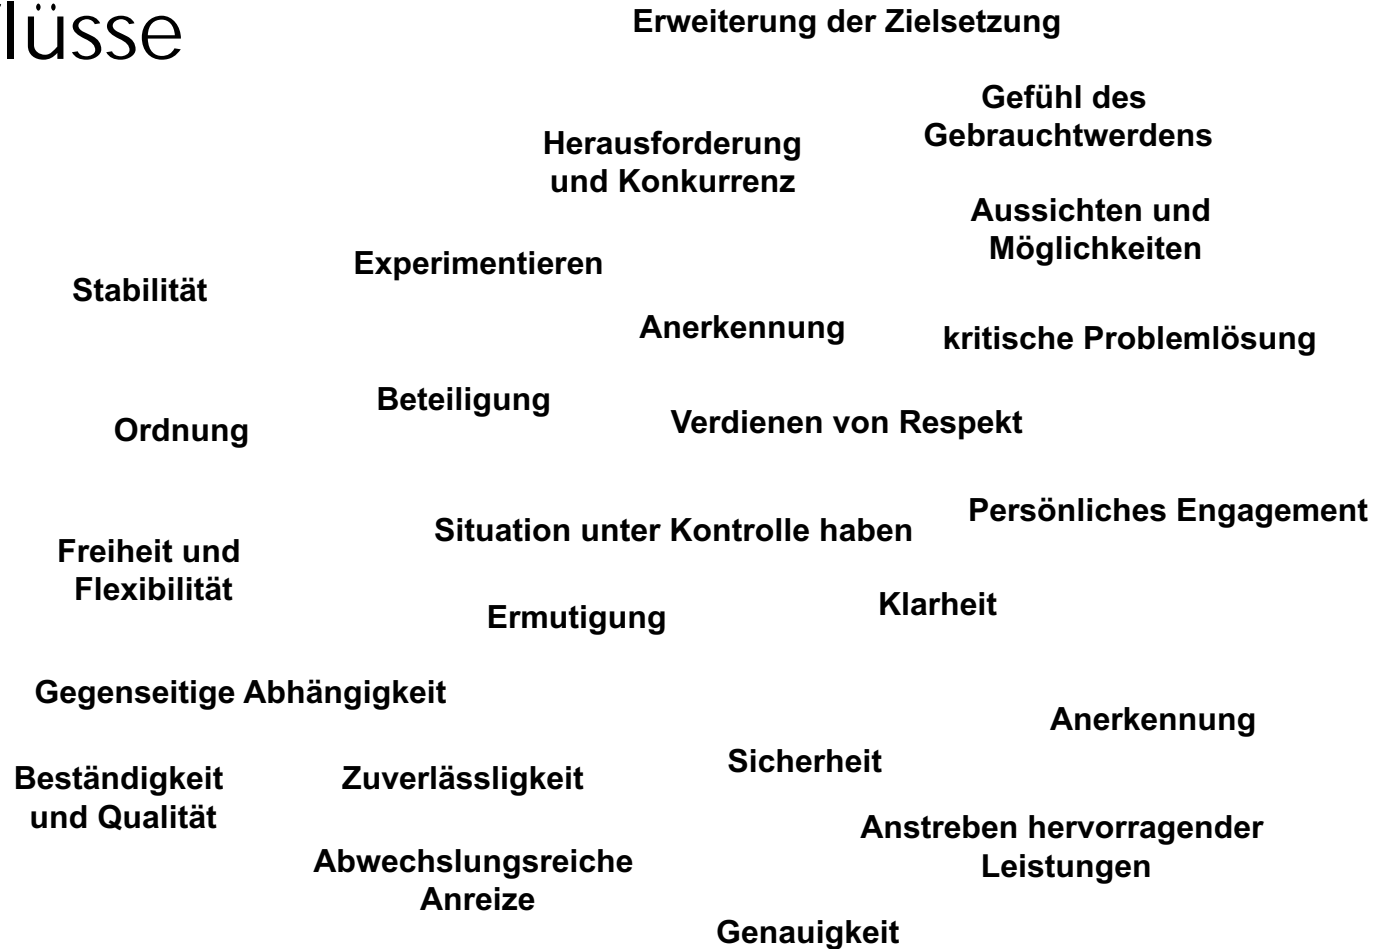 lüsse
Erweiterung der Zielsetzung
Gefühl des
Gebrauchtwerdens
Herausforderung
und Konkurrenz
Aussichten und
Möglichkeiten
Experimentieren
Stabilität
Anerkennung
kritische Problemlösung
Beteiligung
Verdienen von Respekt
Ordnung
Persönliches Engagement
Situation unter Kontrolle haben
Freiheit und
Flexibilität
Klarheit
Ermutigung
Gegenseitige Abhängigkeit
Anerkennung
Sicherheit
Beständigkeit
und Qualität
Zuverlässligkeit
Anstreben hervorragender
Leistungen
Abwechslungsreiche
Anreize
Genauigkeit